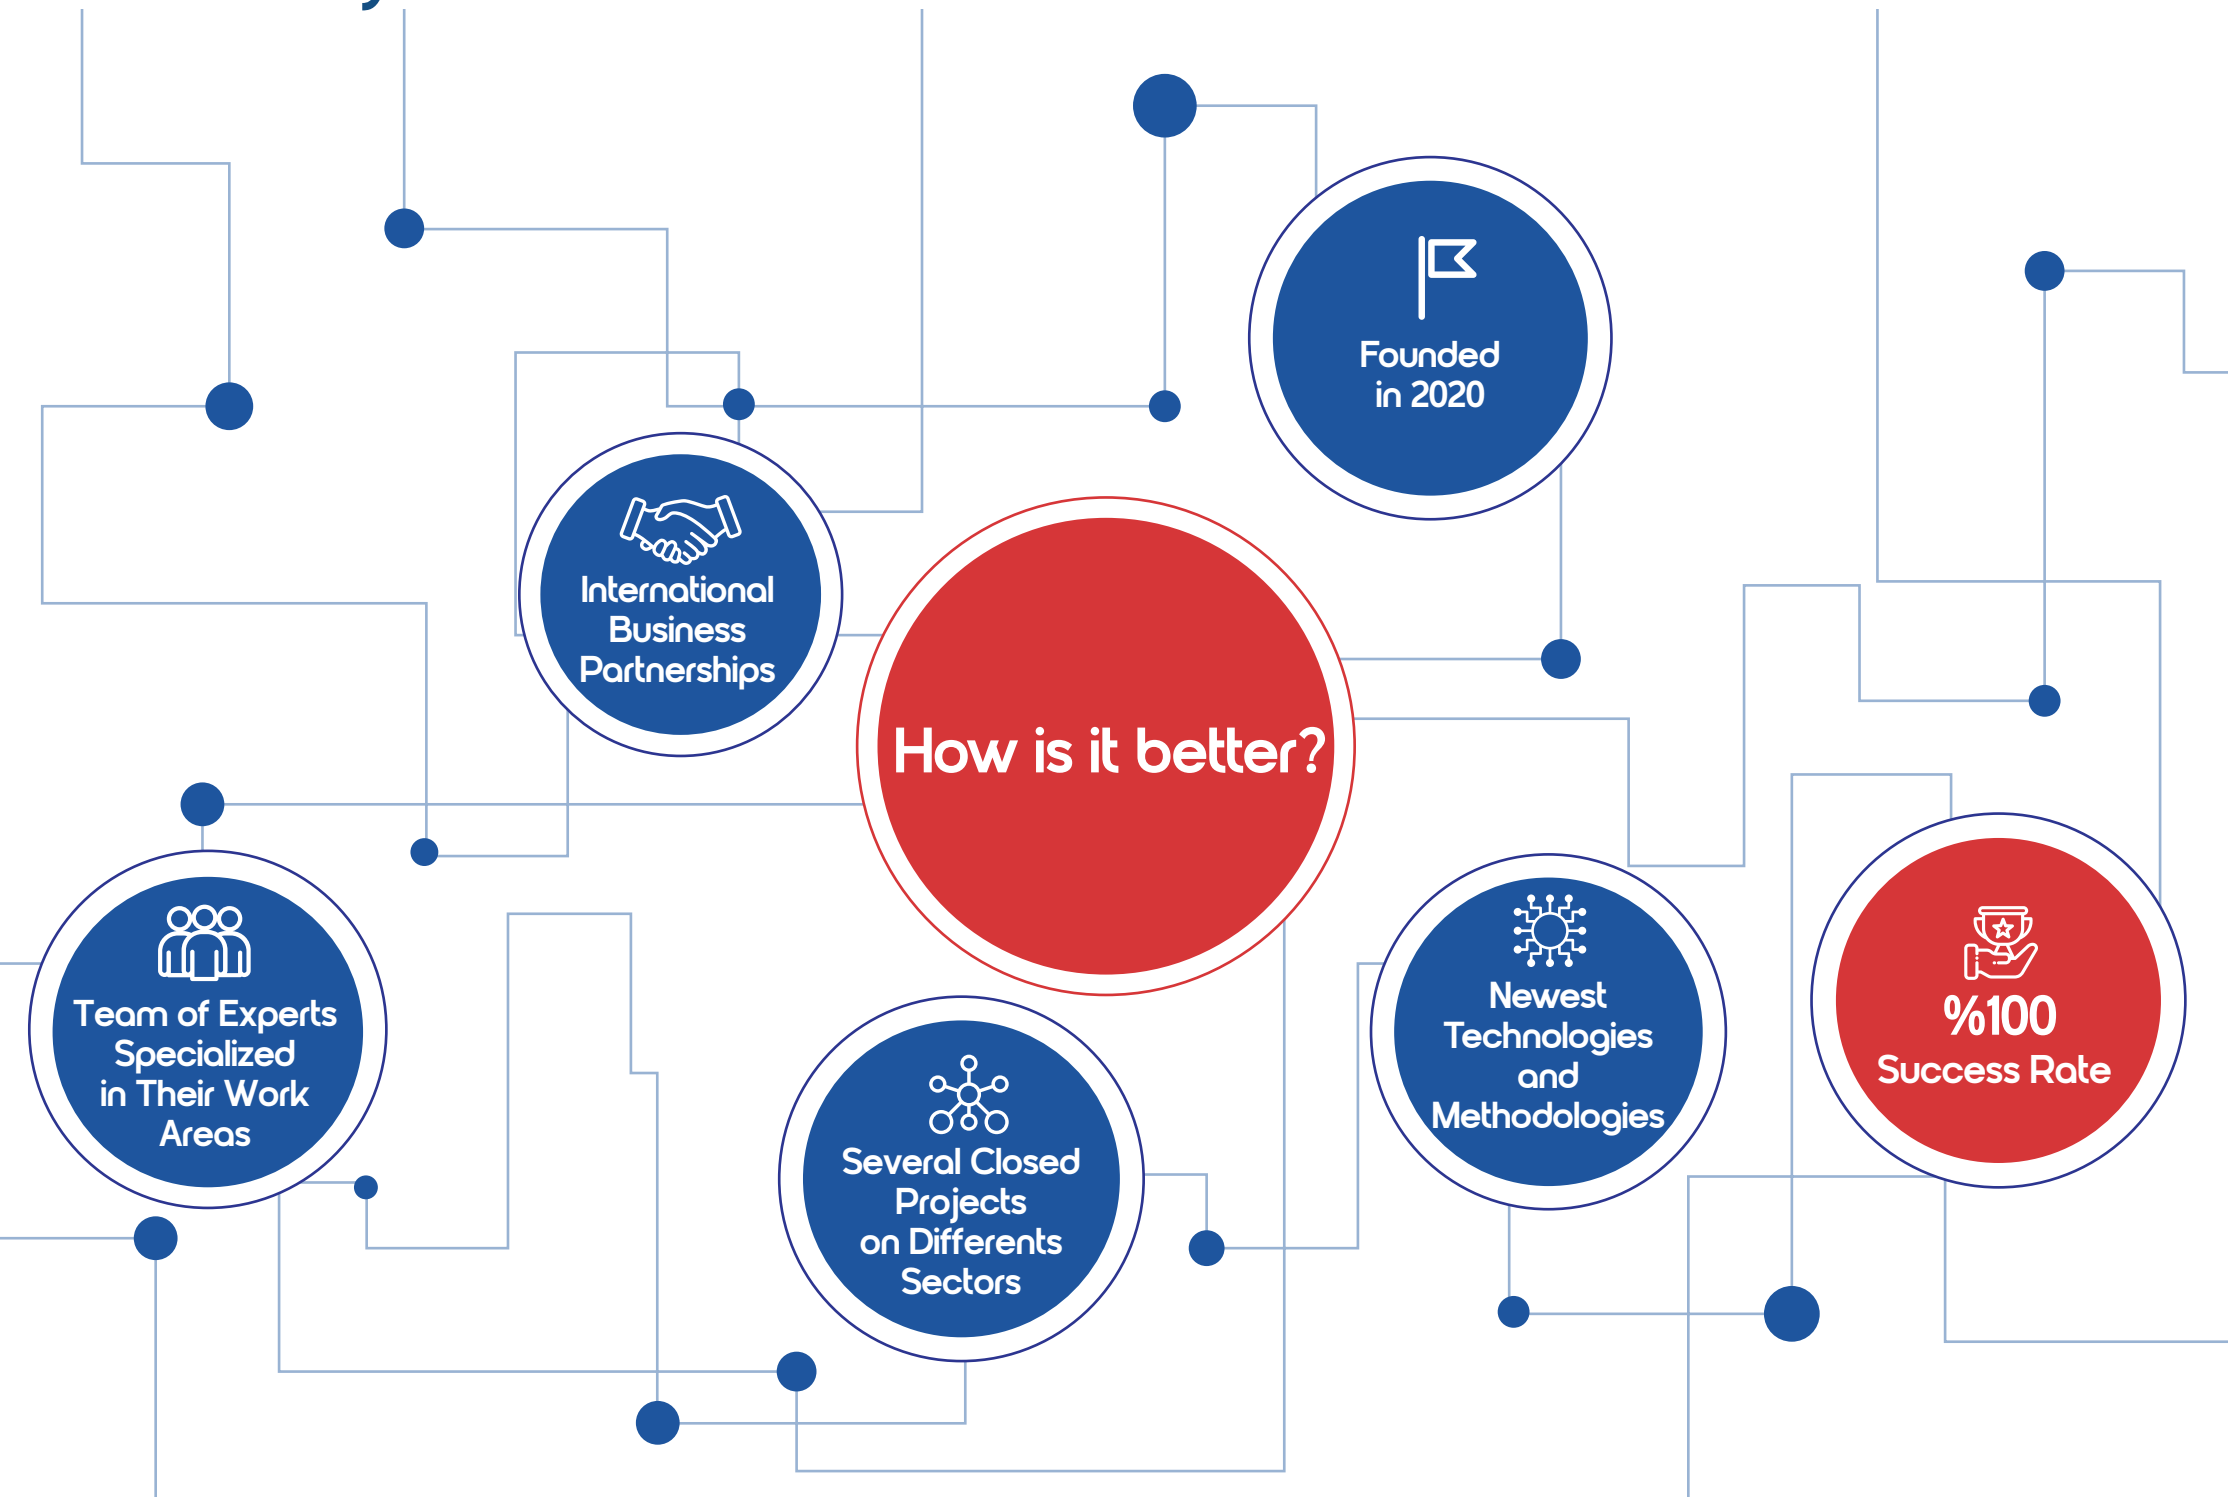 Founded
in 2020
International
Business
Partnerships
How is it better?
Team of Experts
Specialized
in Their Work
Areas
Several Closed
Projects
on Differents
Sectors
Newest
Technologies
and
Methodologies
%100
Success Rate